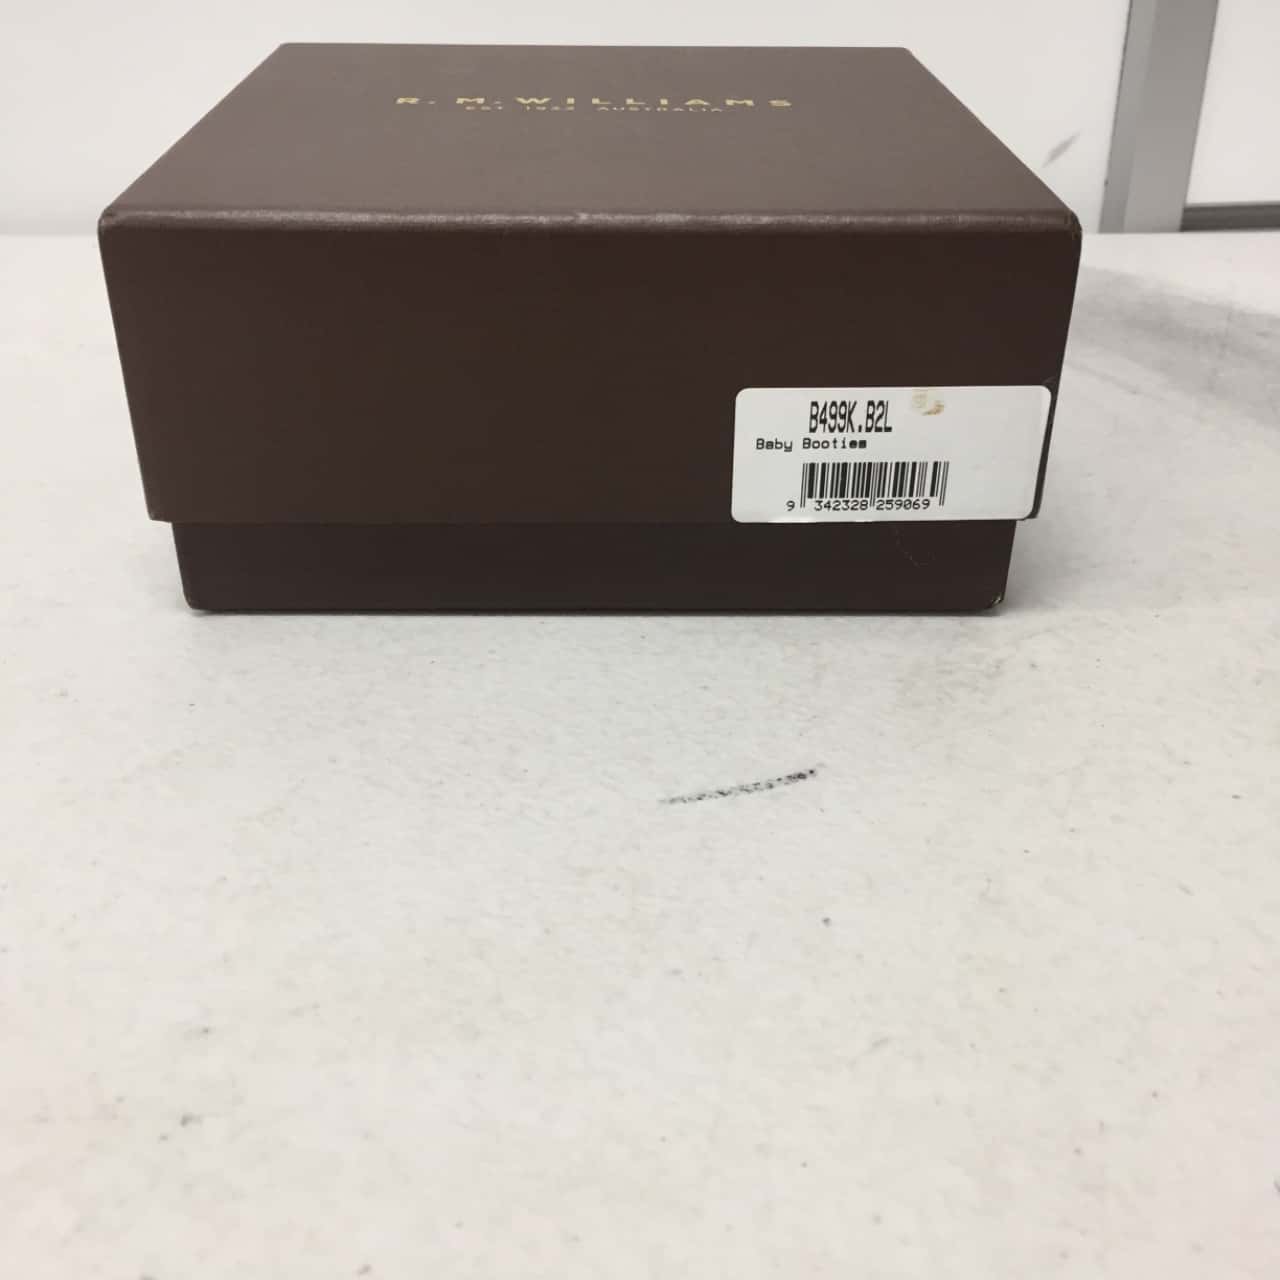 R. M. WILLIAMS
EST 1932 AUSTRALIA
B499K.B2L
Baby Booties
9 342328 259069